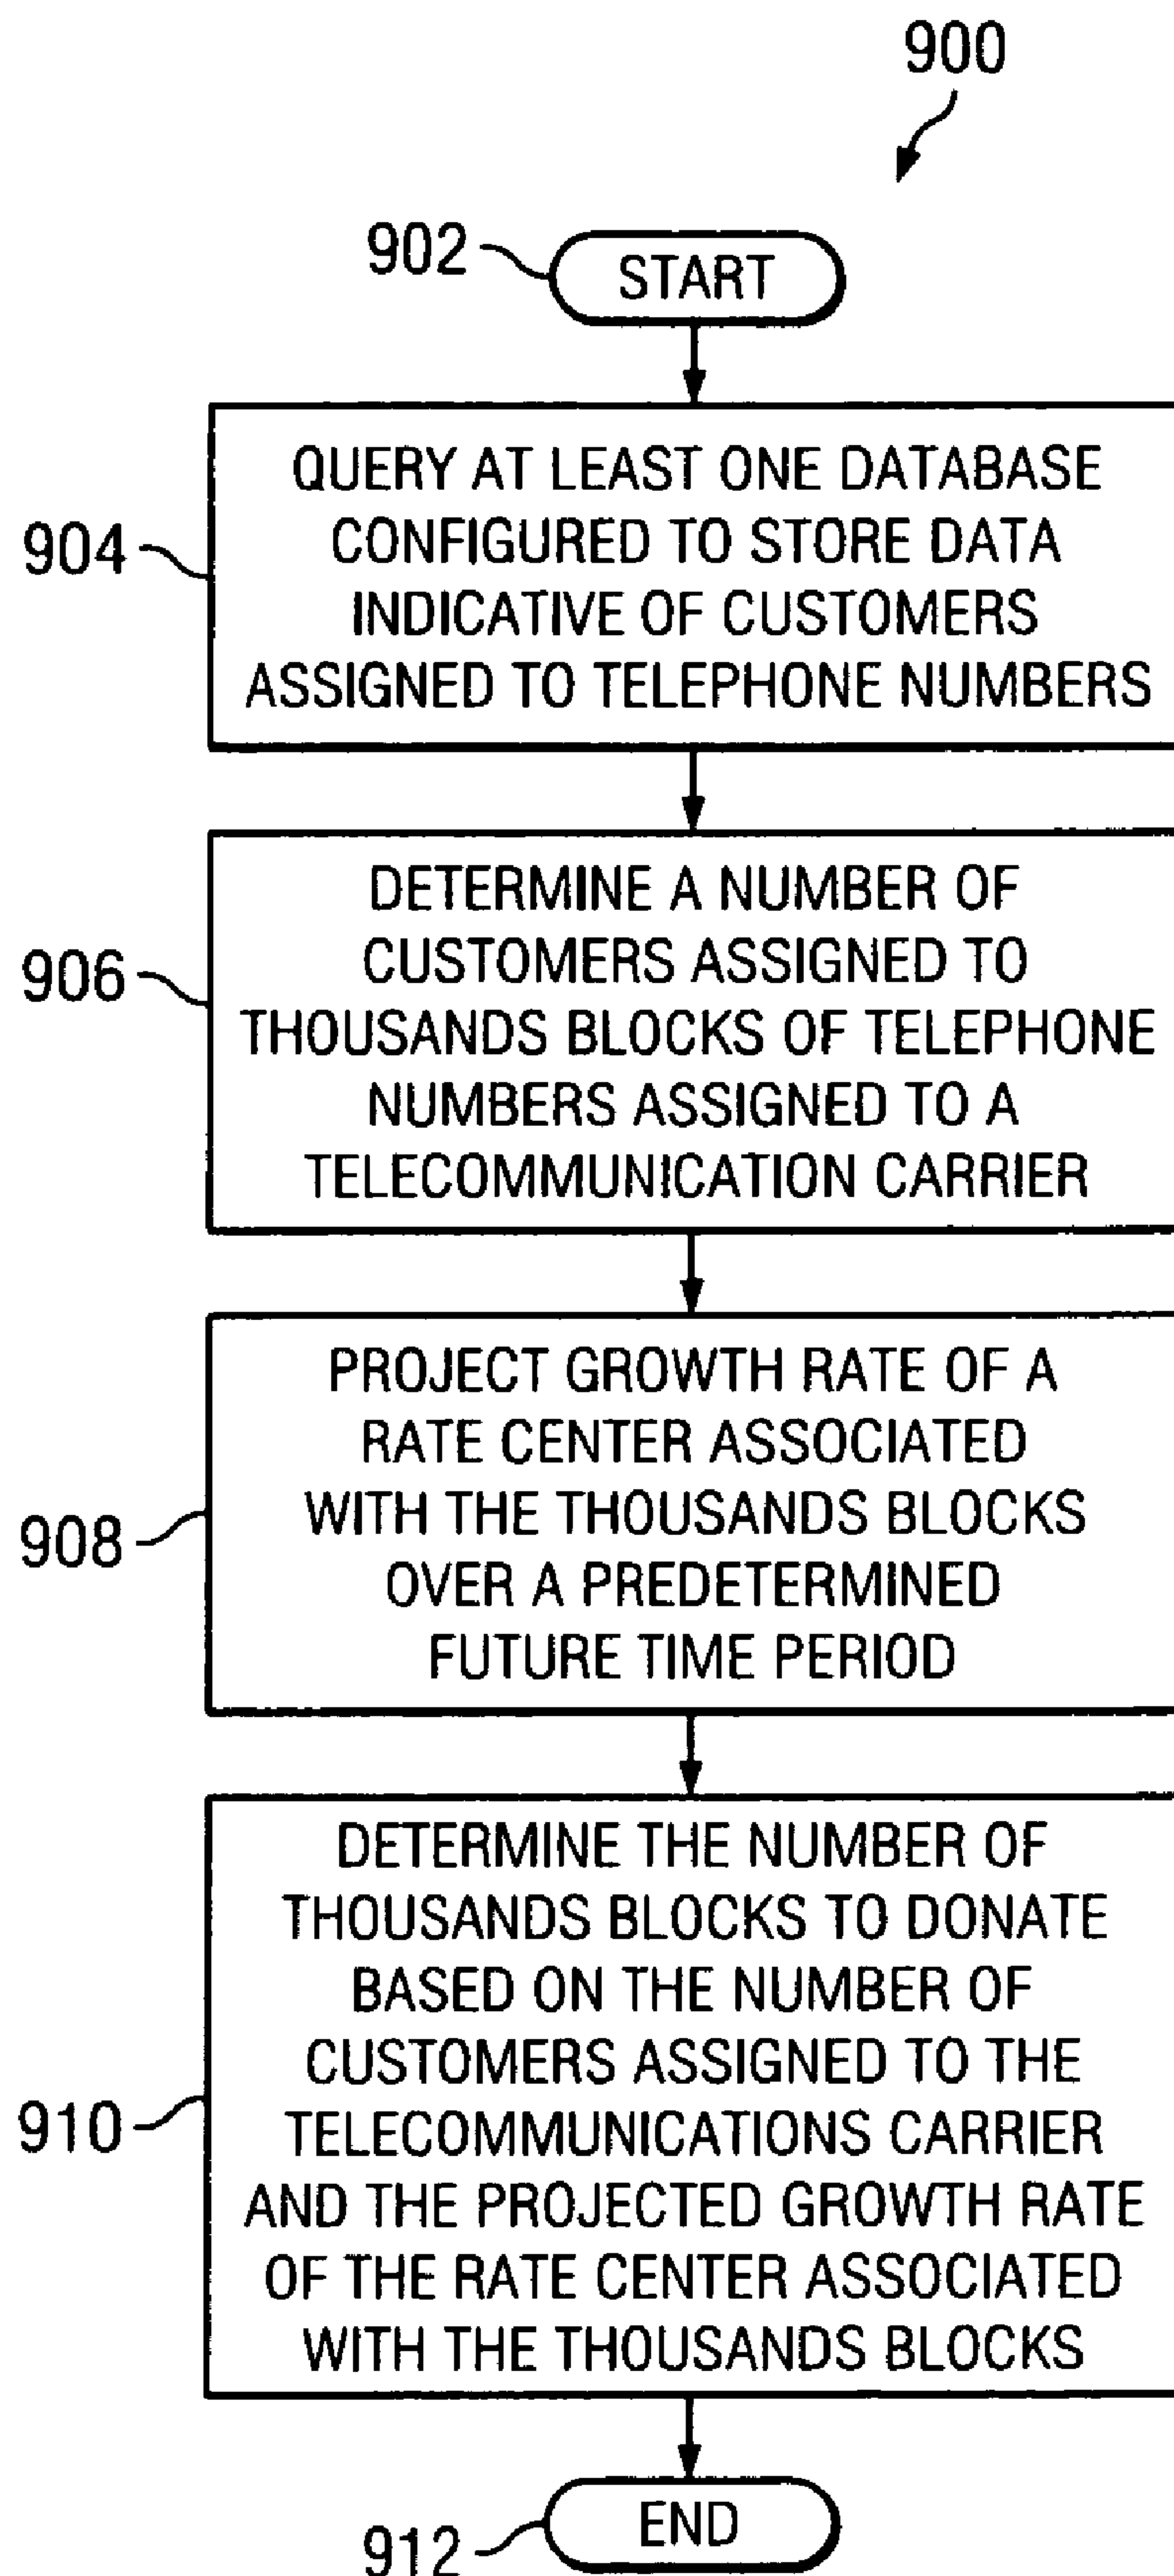 900
902
START
904
QUERY AT LEAST ONE DATABASE
CONFIGURED TO STORE DATA
INDICATIVE OF CUSTOMERS
ASSIGNED TO TELEPHONE NUMBERS
906
DETERMINE A NUMBER OF
CUSTOMERS ASSIGNED TO
THOUSANDS BLOCKS OF TELEPHONE
NUMBERS ASSIGNED TO A
TELECOMMUNICATION CARRIER
908
PROJECT GROWTH RATE OF A
RATE CENTER ASSOCIATED
WITH THE THOUSANDS BLOCKS
OVER A PREDETERMINED
FUTURE TIME PERIOD
910
DETERMINE THE NUMBER OF
THOUSANDS BLOCKS TO DONATE
BASED ON THE NUMBER OF
CUSTOMERS ASSIGNED TO THE
TELECOMMUNICATIONS CARRIER
AND THE PROJECTED GROWTH RATE
OF THE RATE CENTER ASSOCIATED
WITH THE THOUSANDS BLOCKS
912
END